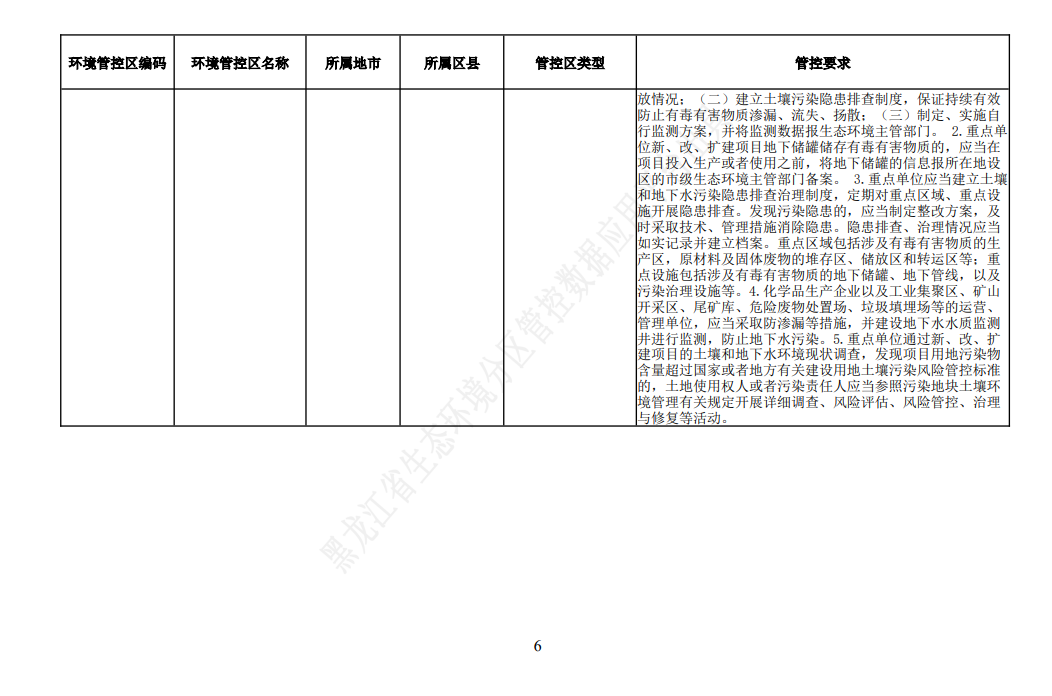 环境管控区编码 环境管控区名称 所属地市 所属区县 管控区类型 管控要求
放情况；（二）建立土壤污染隐患排查制度，保证持续有效
防止有毒有害物质渗漏、流失、扬散；（三）制定、实施自
行监测方案，并将监测数据报生态环境主管部门。 2.重点单
位新、改、扩建项目地下储罐储存有毒有害物质的，应当在
项目投入生产或者使用之前，将地下储罐的信息报所在地设
区的市级生态环境主管部门备案。 3.重点单位应当建立土壤
和地下水污染隐患排查治理制度，定期对重点区域、重点设
施开展隐患排查。发现污染隐患的，应当制定整改方案，及
时采取技术、管理措施消除隐患。隐患排查、治理情况应当
如实记录并建立档案。重点区域包括涉及有毒有害物质的生
产区，原材料及固体废物的堆存区、储放区和转运区等；重
点设施包括涉及有毒有害物质的地下储罐、地下管线，以及
污染治理设施等。4.化学品生产企业以及工业集聚区、矿山
开采区、尾矿库、危险废物处置场、垃圾填埋场等的运营、
管理单位，应当采取防渗漏等措施，并建设地下水水质监测
井进行监测，防止地下水污染。5.重点单位通过新、改、扩
建项目的土壤和地下水环境现状调查，发现项目用地污染物
含量超过国家或者地方有关建设用地土壤污染风险管控标准
的，土地使用权人或者污染责任人应当参照污染地块土壤环
境管理有关规定开展详细调查、风险评估、风险管控、治理
与修复等活动。
黑龙江省生态环境分区管控数据应用
6